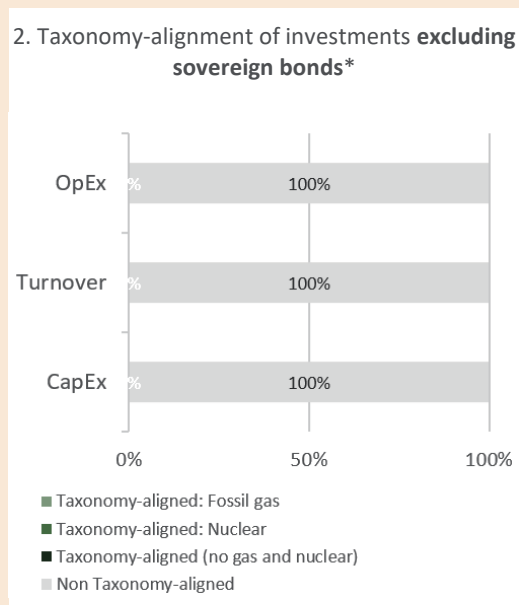 2. Taxonomy-alignment of investments excluding
sovereign bonds*
OpEx
%
100%
Turnover
%
100%
CapEx
%
100%
0%
50%
100%
Taxonomy-aligned: Fossil gas
Taxonomy-aligned: Nuclear
Taxonomy-aligned (no gas and nuclear)
Non Taxonomy-aligned